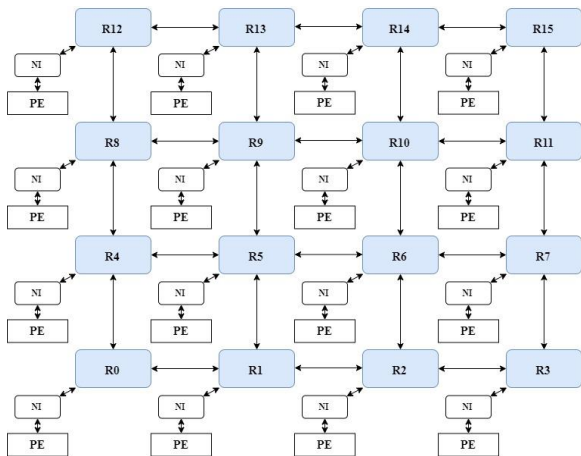 R12 R13 R14 R15
NI NI NI NI
PE PE PE PE
R8 R9 R10 R11
NI NI NI NI
PE PE PE PE
R4 R5 R6 R7
NI NI NI NI
PE PE PE PE
R0 R1 R2 R3
NI NI NI NI
PE PE PE PE